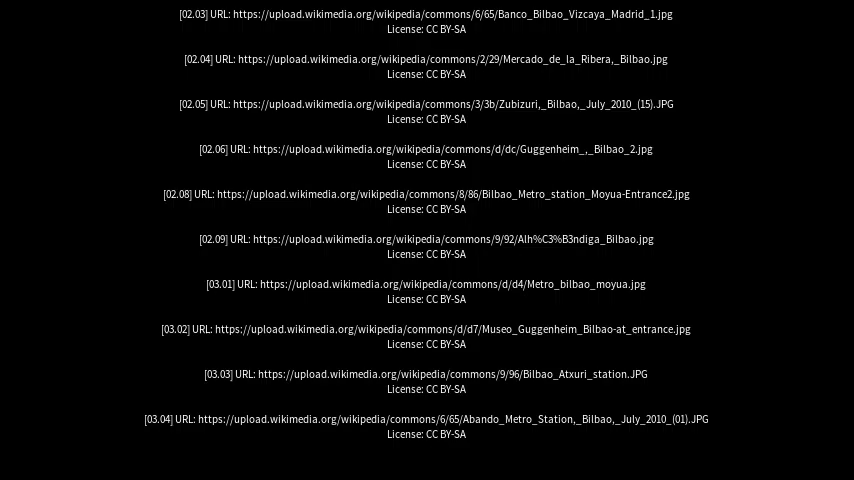 [02.03] URL: https://upload.wikimedia.org/wikipedia/commons/6/65/Banco_Bilbao_Vizcaya_Madrid_1.jpg
License: CC BY-SA
[02.04] URL: https://upload.wikimedia.org/wikipedia/commons/2/29/Mercado_de_la_Ribera,_Bilbao.jpg
License: CC BY-SA
[02.05] URL: https://upload.wikimedia.org/wikipedia/commons/3/3b/Zubizuri,_Bilbao,_July_2010_(15).JPG
License: CC BY-SA
[02.06] URL: https://upload.wikimedia.org/wikipedia/commons/d/dc/Guggenheim_,_Bilbao_2.jpg
License: CC BY-SA
[02.08] URL: https://upload.wikimedia.org/wikipedia/commons/8/86/Bilbao_Metro_station_Moyua-Entrance2.jpg
License: CC BY-SA
[02.09] URL: https://upload.wikimedia.org/wikipedia/commons/9/92/Alh%C3%B3ndiga_Bilbao.jpg
License: CC BY-SA
[03.01] URL: https://upload.wikimedia.org/wikipedia/commons/d/d4/Metro_bilbao_moyua.jpg
License: CC BY-SA
[03.02] URL: https://upload.wikimedia.org/wikipedia/commons/d/d7/Museo_Guggenheim_Bilbao-at_entrance.jpg
License: CC BY-SA
[03.03] URL: https://upload.wikimedia.org/wikipedia/commons/9/96/Bilbao_Atxuri_station.JPG
License: CC BY-SA
[03.04] URL: https://upload.wikimedia.org/wikipedia/commons/6/65/Abando_Metro_Station,_Bilbao,_July_2010_(01).JPG
License: CC BY-SA